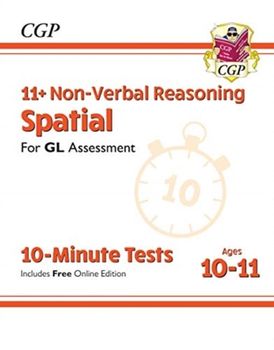 CGP
CGP
11+ Non-Verbal Reasoning
Spatial
For GL Assessment
10
10-Minute Tests
Includes Free Online Edition
Ages
10-11